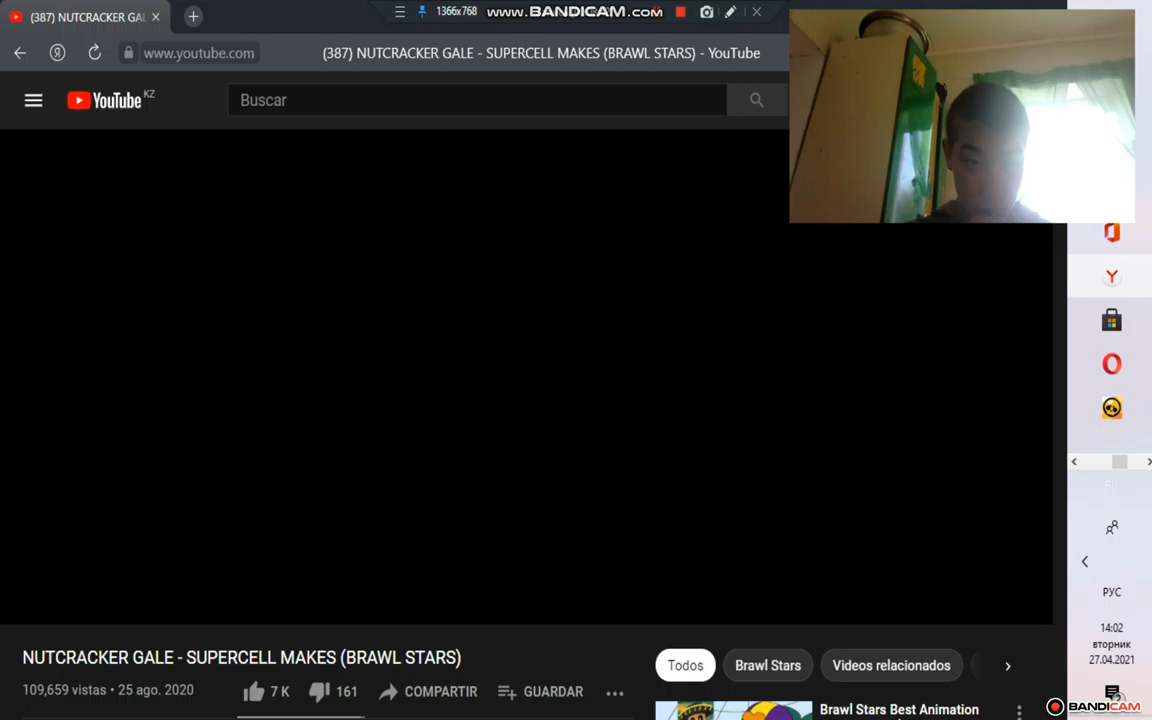 (387) NUTCRACKER GAL
1366x768
www.BANDICAM.com
www.youtube.com
(387) NUTCRACKER GALE - SUPERCELL MAKES (BRAWL STARS) - YouTube
YouTube KZ
Buscar
РУС
14:02
вторник
27.04.2021
NUTCRACKER GALE - SUPERCELL MAKES (BRAWL STARS)
109,659 vistas • 25 ago. 2020
7 K
161
COMPARTIR
GUARDAR
Todos
Brawl Stars
Videos relacionados
Brawl Stars Best Animation
BANDICAM